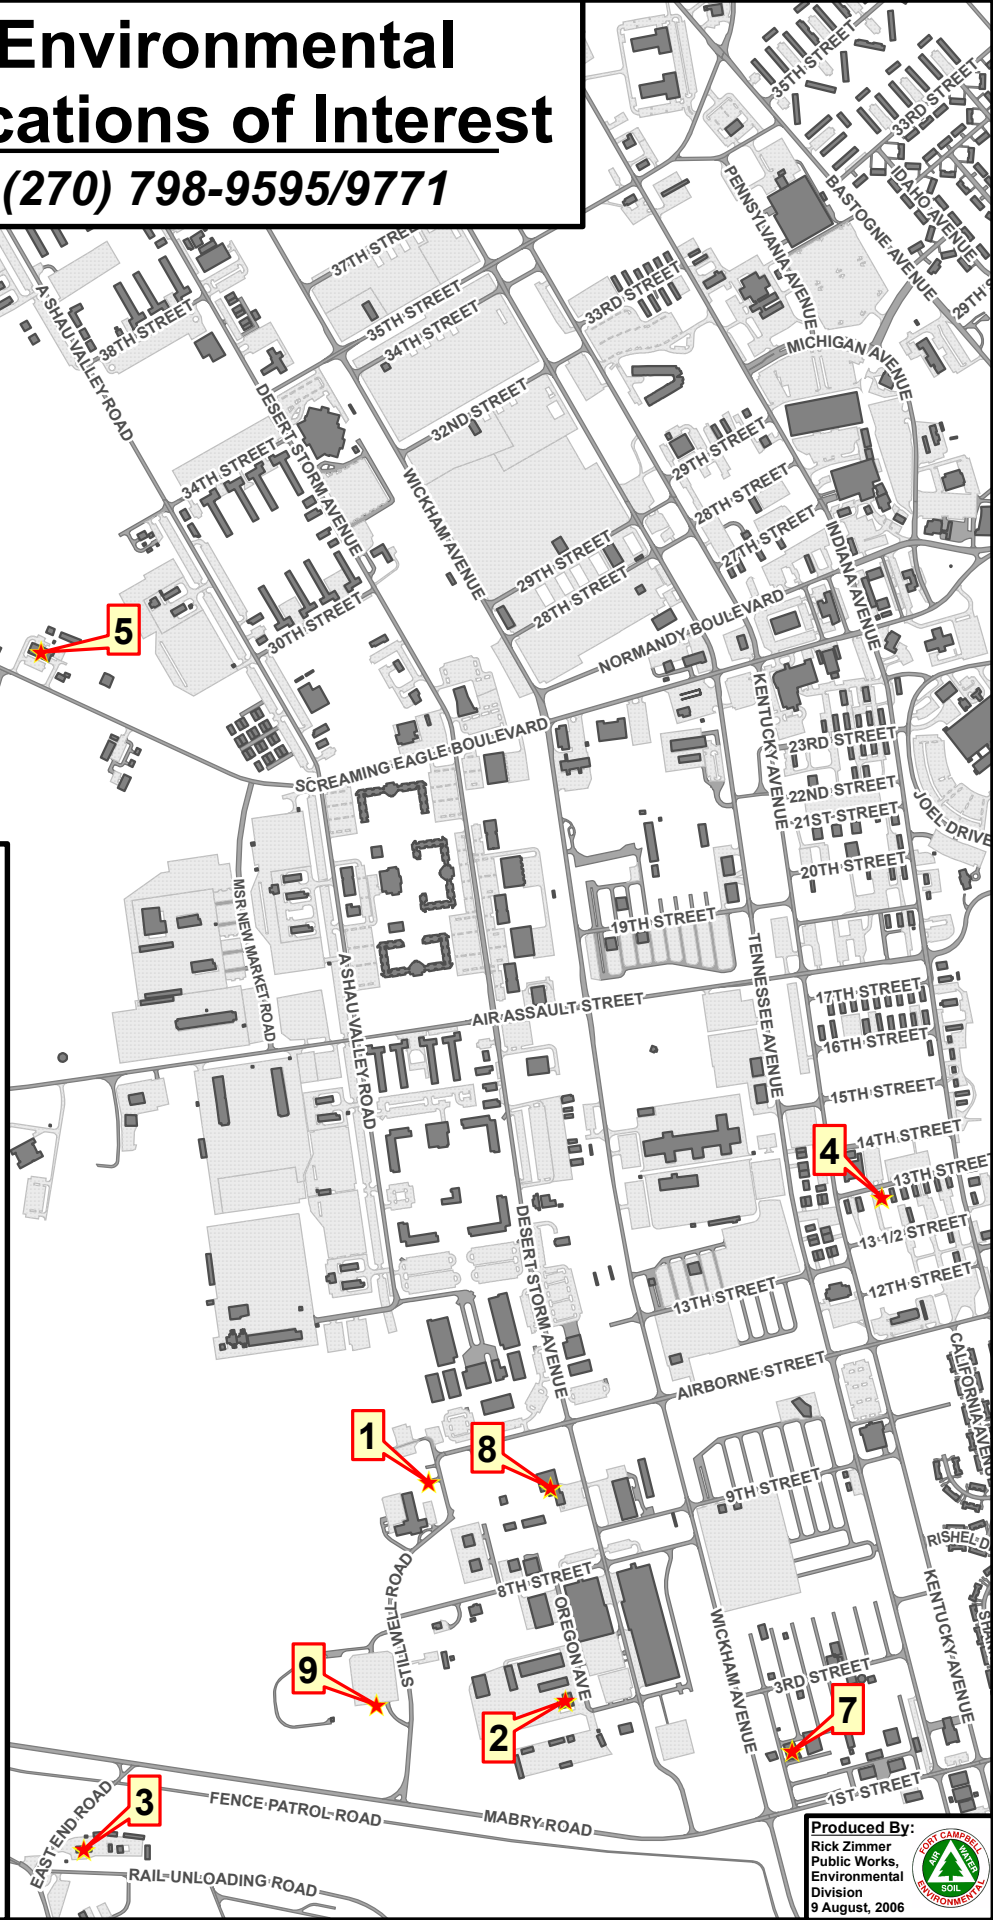 Environmental
cations of Interest
(270) 798-9595/9771
35TH STREET
33RD STREET
IDAHO AVENUE
BASTOGNE AVENUE
PENNSYLVANIA AVENUE
29TH S
37TH STREE
A SHAU VALLEY ROAD
38TH STREET
35TH STREET
34TH STREET
33RD STREET
MICHIGAN AVENUE
DESERT STORM AVENUE
32ND STREET
34TH STREET
29TH STREET
28TH STREET
27TH STREET
WICKHAM AVENUE
INDIANA AVENUE
29TH STREET
28TH STREET
30TH STREET
NORMANDY BOULEVARD
5
KENTUCKY AVENUE
SCREAMING EAGLE BOULEVARD
23RD STREET
22ND STREET
21ST STREET
JOEL DRIVE
20TH STREET
MSR NEW MARKET ROAD
19TH STREET
TENNESSEE AVENUE
A SHAU VALLEY ROAD
AIR ASSAULT STREET
17TH STREET
16TH STREET
15TH STREET
14TH STREET
4
13TH STREET
13 1/2 STREET
12TH STREET
DESERT STORM AVENUE
13TH STREET
CALIFORNIA AVENU
AIRBORNE STREET
1
8
9TH STREET
RISHEL D
8TH STREET
STILLWELL ROAD
OREGON AVE
WICKHAM AVENUE
KENTUCKY AVENUE
SHA
3RD STREET
9
2
7
1ST STREET
3
EAST END ROAD
FENCE PATROL ROAD
MABRY ROAD
RAIL UNLOADING ROAD
Produced By:
Rick Zimmer
Public Works,
Environmental
Division
9 August, 2006
FORT CAMPBELL
AIR
WATER
SOIL
ENVIRONMENTAL